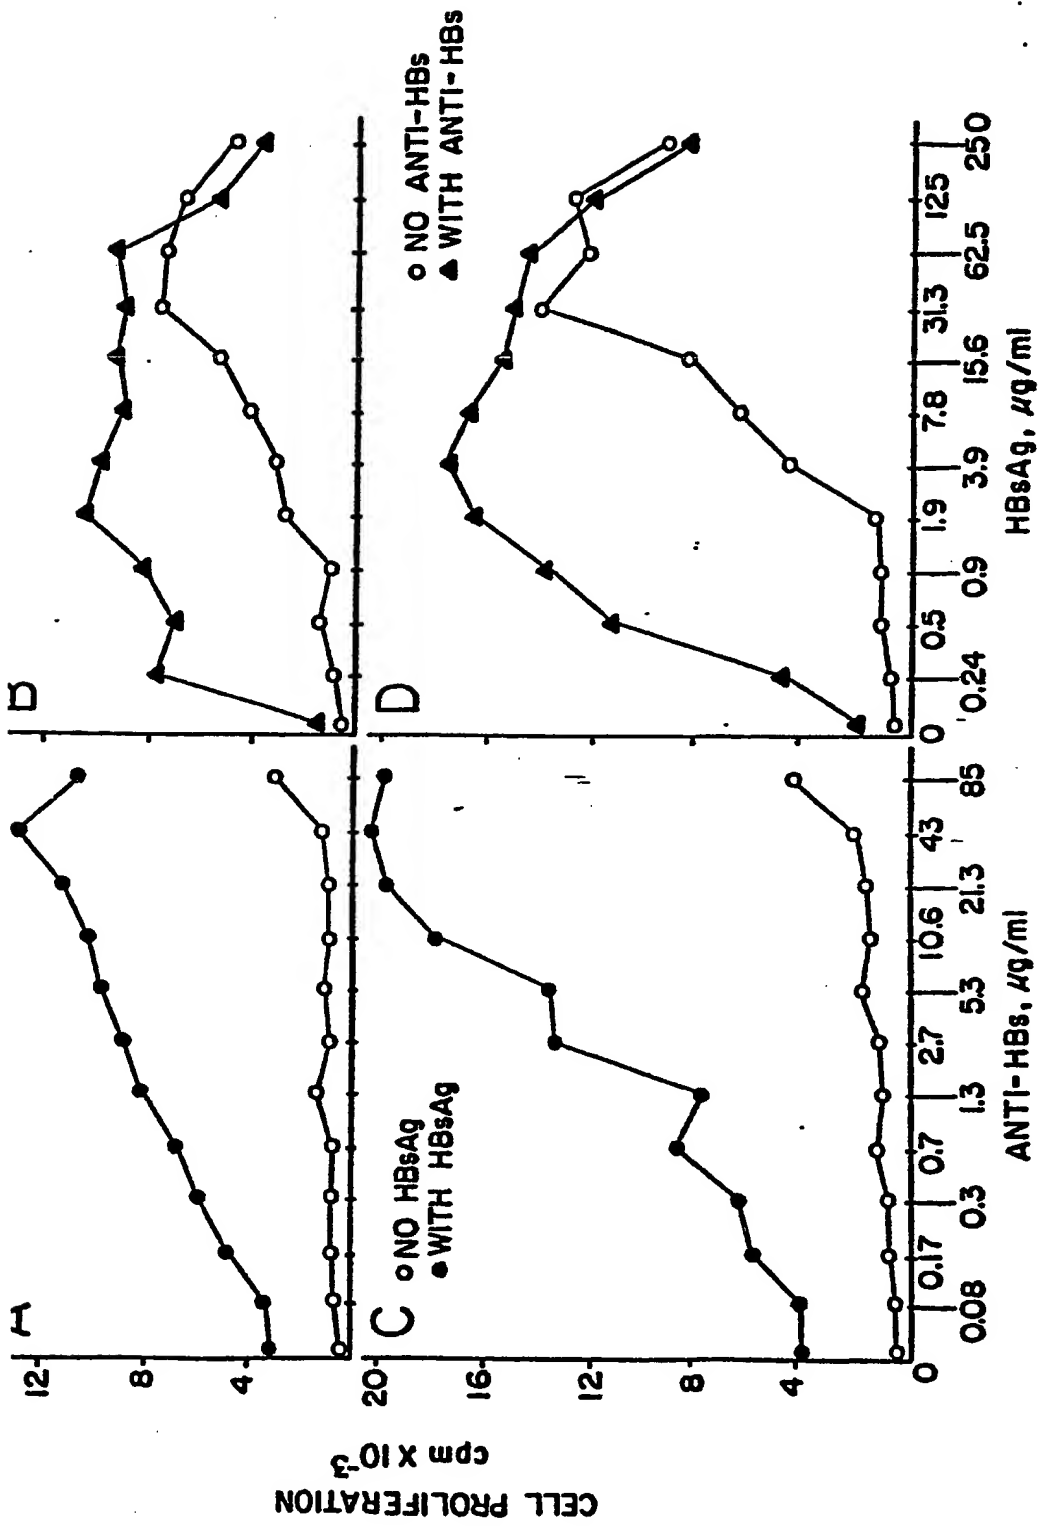 A
B
12
8
4
C
○ NO HBsAg
● WITH HBsAg
D
○ NO ANTI-HBs
▲ WITH ANTI-HBs
20
16
12
8
4
0 0.08 0.17 0.3 0.7 1.3 2.7 5.3 10.6 21.3 43 85
0 0.24 0.5 0.9 1.9 3.9 7.8 15.6 31.3 62.5 125 250
ANTI-HBs, µg/ml
HBsAg, µg/ml
CELL PROLIFERATION
cpm X 10⁻³